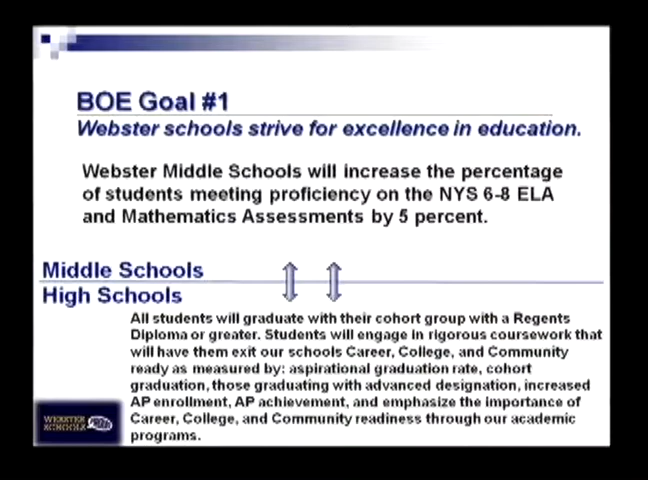 BOE Goal #1
Webster schools strive for excellence in education.
Webster Middle Schools will increase the percentage
of students meeting proficiency on the NYS 6-8 ELA
and Mathematics Assessments by 5 percent.
Middle Schools
High Schools
All students will graduate with their cohort group with a Regents
Diploma or greater. Students will engage in rigorous coursework that
will have them exit our schools Career, College, and Community
ready as measured by: aspirational graduation rate, cohort
graduation, those graduating with advanced designation, increased
AP enrollment, AP achievement, and emphasize the importance of
Career, College, and Community readiness through our academic
programs.
WEBSTER
SCHOOLS